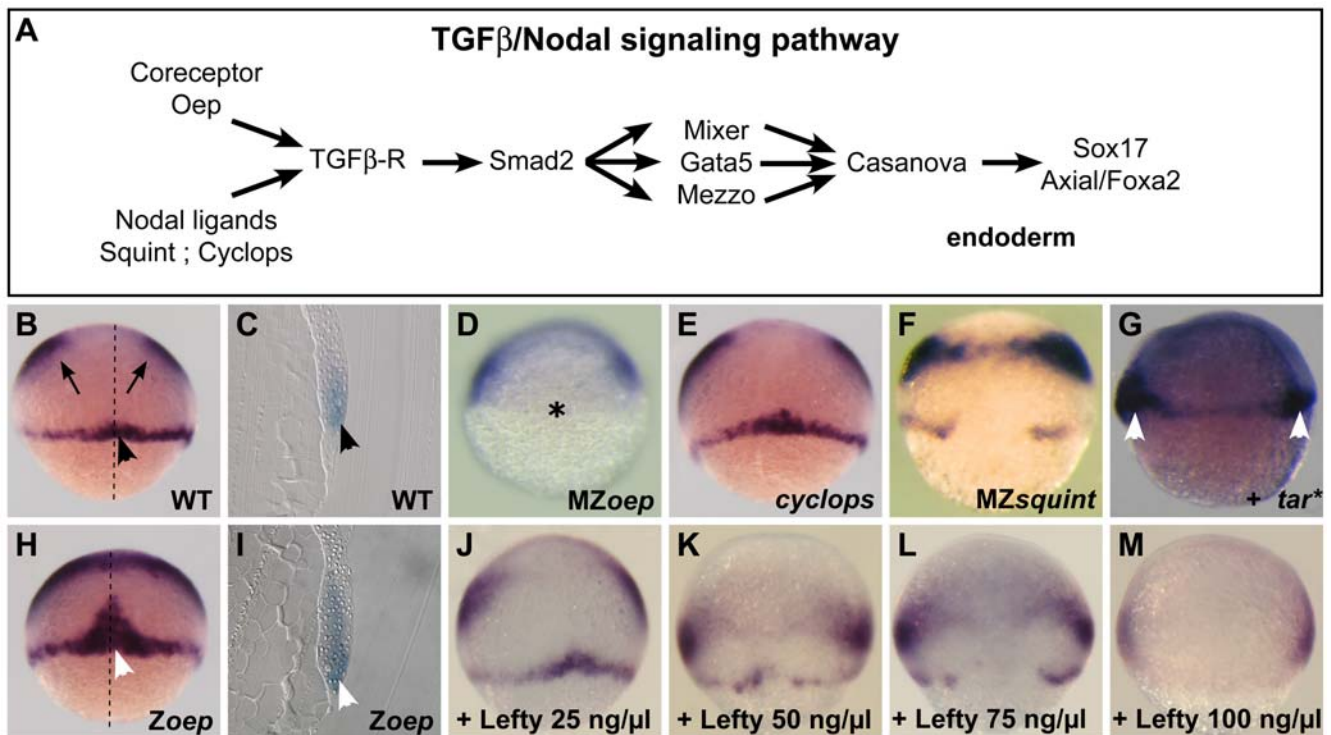 A
TGFβ/Nodal signaling pathway
Coreceptor
Oep
TGFβ-R
Smad2
Mixer
Gata5
Mezzo
Casanova
Sox17
Axial/Foxa2
Nodal ligands
Squint ; Cyclops
endoderm
B
WT
C
WT
D
*
MZoep
E
cyclops
F
MZsquint
G
+ tar*
H
Zoep
I
Zoep
J
+ Lefty 25 ng/µl
K
+ Lefty 50 ng/µl
L
+ Lefty 75 ng/µl
M
+ Lefty 100 ng/µl